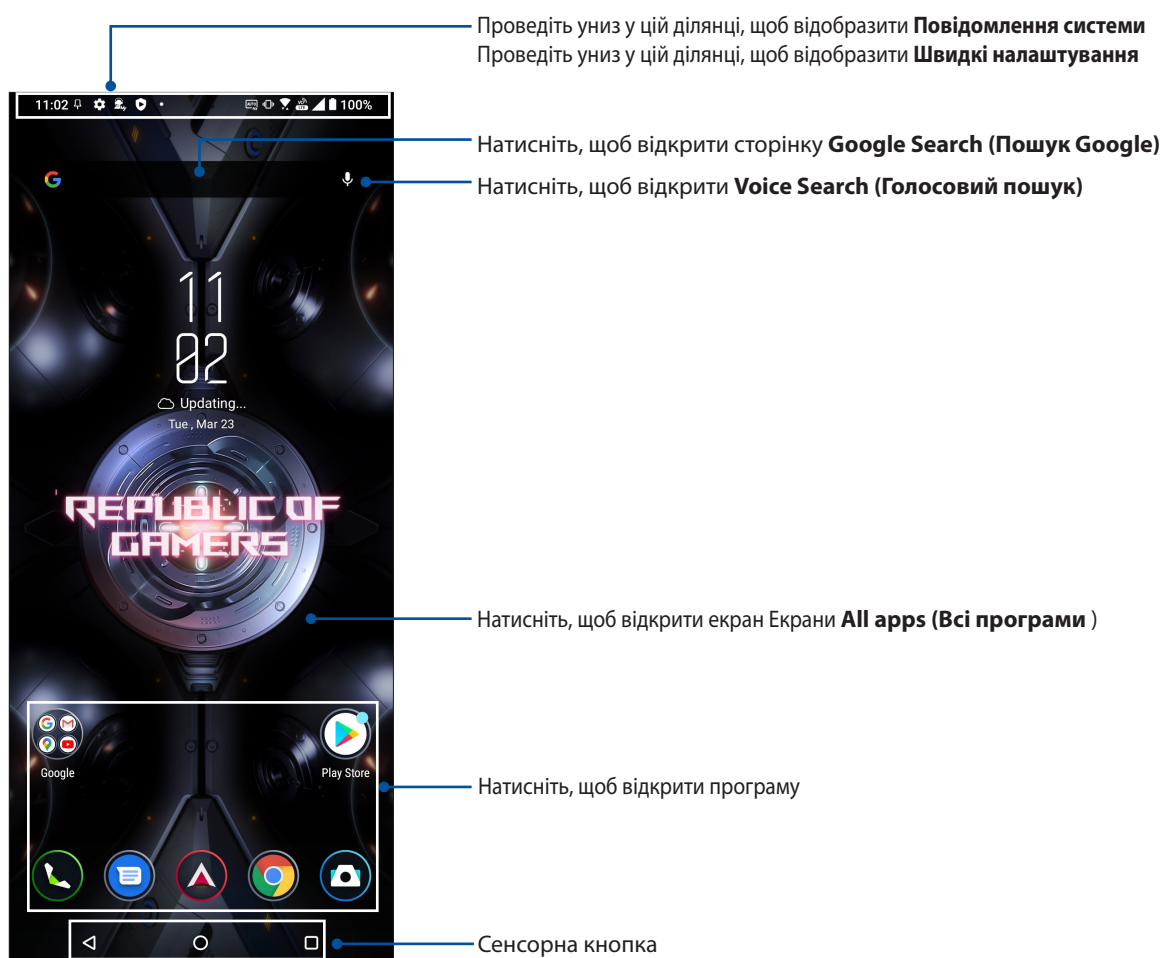 Проведіть униз у цій ділянці, щоб відобразити Повідомлення системи
Проведіть униз у цій ділянці, щоб відобразити Швидкі налаштування
11:02
100%
Натисніть, щоб відкрити сторінку Google Search (Пошук Google)
Натисніть, щоб відкрити Voice Search (Голосовий пошук)
11
02
Updating...
Tue , Mar 23
REPUBLIC OF
GAMERS
Натисніть, щоб відкрити екран Екрани All apps (Всі програми )
Google
Play Store
Натисніть, щоб відкрити програму
Сенсорна кнопка